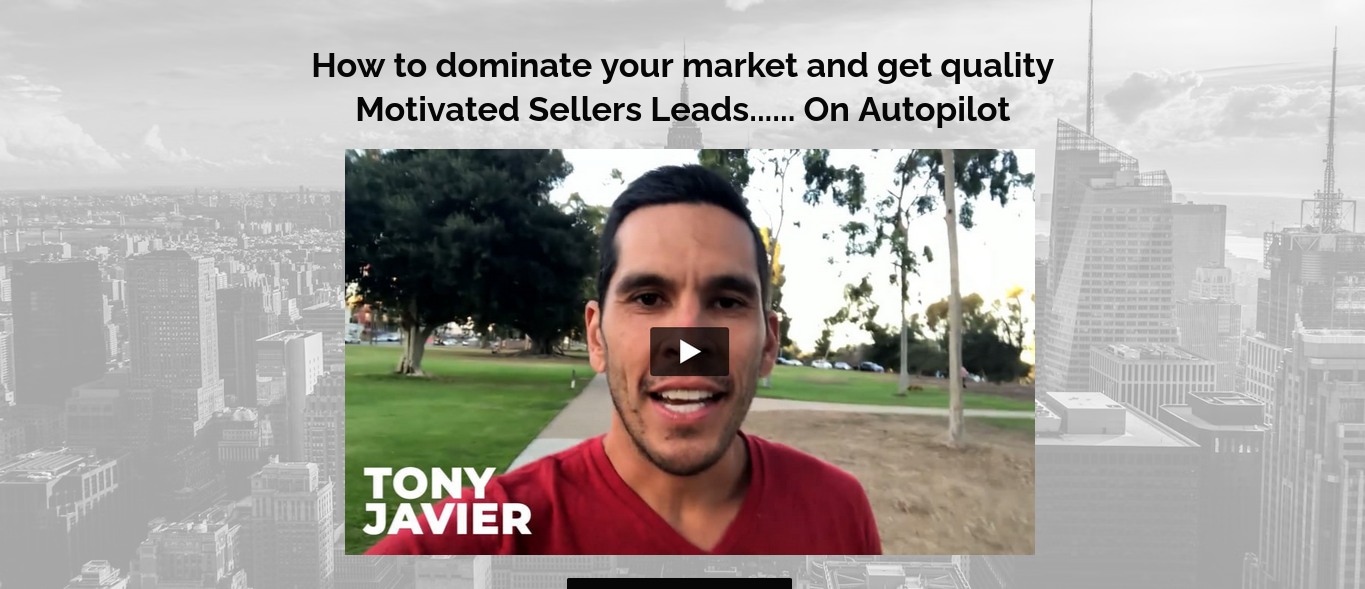 How to dominate your market and get quality
Motivated Sellers Leads...... On Autopilot
TONY
JAVIER